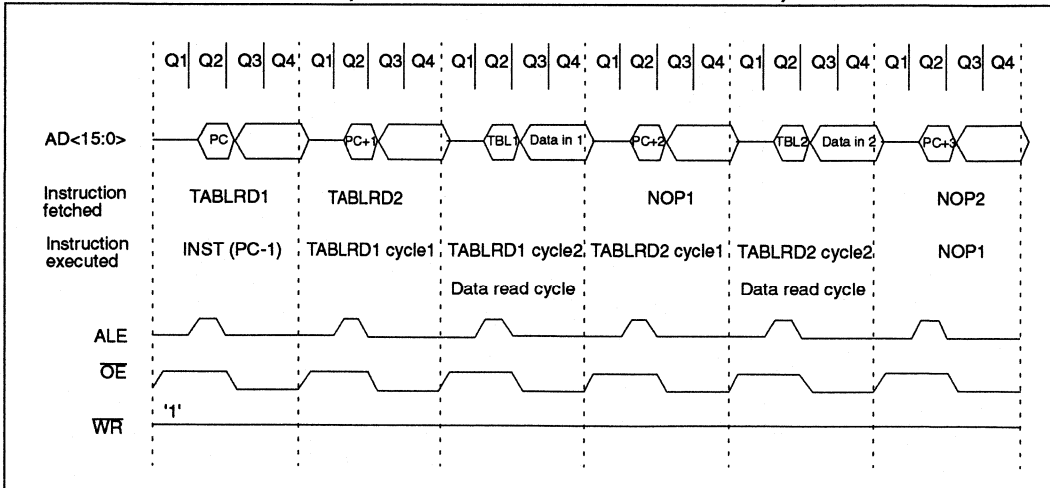 Q1 Q2 Q3 Q4 Q1 Q2 Q3 Q4 Q1 Q2 Q3 Q4 Q1 Q2 Q3 Q4 Q1 Q2 Q3 Q4 Q1 Q2 Q3 Q4
AD<15:0> PC PC+1 TBL1 Data in 1 PC+2 TBL2 Data in 2 PC+3
Instruction
fetched
TABLRD1 TABLRD2 NOP1 NOP2
Instruction
executed
INST (PC-1) TABLRD1 cycle1 TABLRD1 cycle2 TABLRD2 cycle1 TABLRD2 cycle2 NOP1
Data read cycle Data read cycle
ALE
OE
'1'
WR